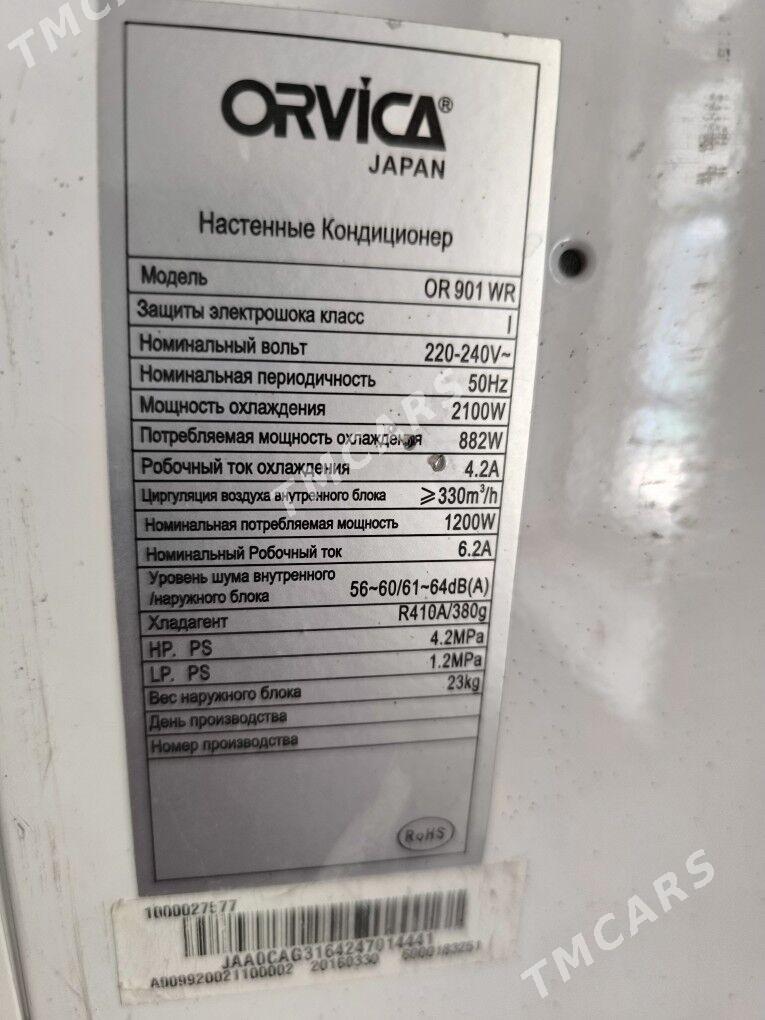 TMCARS
ORVICA®
JAPAN
Настенные Кондиционер
Модель OR 901 WR
Защиты электрошока класс I
Номинальный вольт 220-240V~
Номинальная периодичность 50Hz
Мощность охлаждения 2100W
Потребляемая мощность охлаждения 882W
Робочный ток охлаждения 4.2A
TMCARS
Циргуляция воздуха внутренного блока ≥330m³/h
Номинальная потребляемая мощность 1200W
Номинальный Робочный ток 6.2A
Уровень шума внутренного
/наружного блока 56~60/61~64dB(A)
Хладагент R410A/380g
HP. PS 4.2MPa
LP. PS 1.2MPa
Вес наружного блока 23kg
День производства
Номер производства
RoHS
TMCARS
1000027577
JAA0CAG3164247014441
A009920021100002 20160330 5000183251